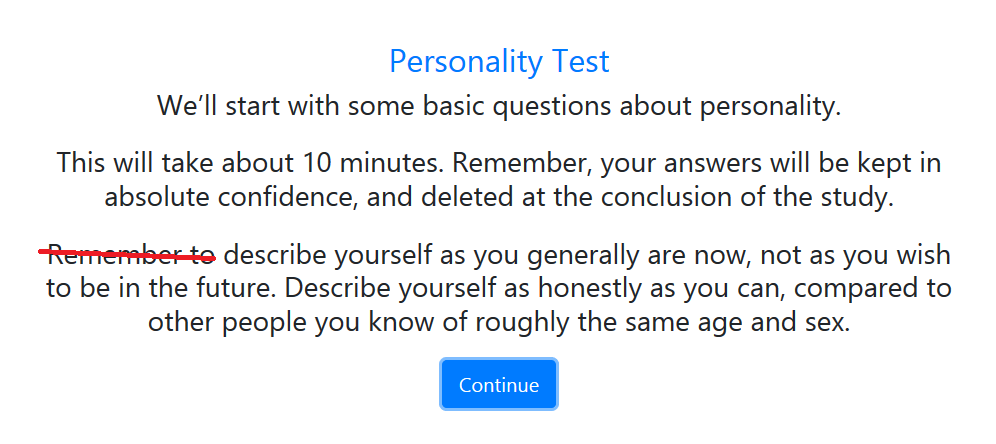 Personality Test
We’ll start with some basic questions about personality.
This will take about 10 minutes. Remember, your answers will be kept in
absolute confidence, and deleted at the conclusion of the study.
Remember to describe yourself as you generally are now, not as you wish
to be in the future. Describe yourself as honestly as you can, compared to
other people you know of roughly the same age and sex.
Continue